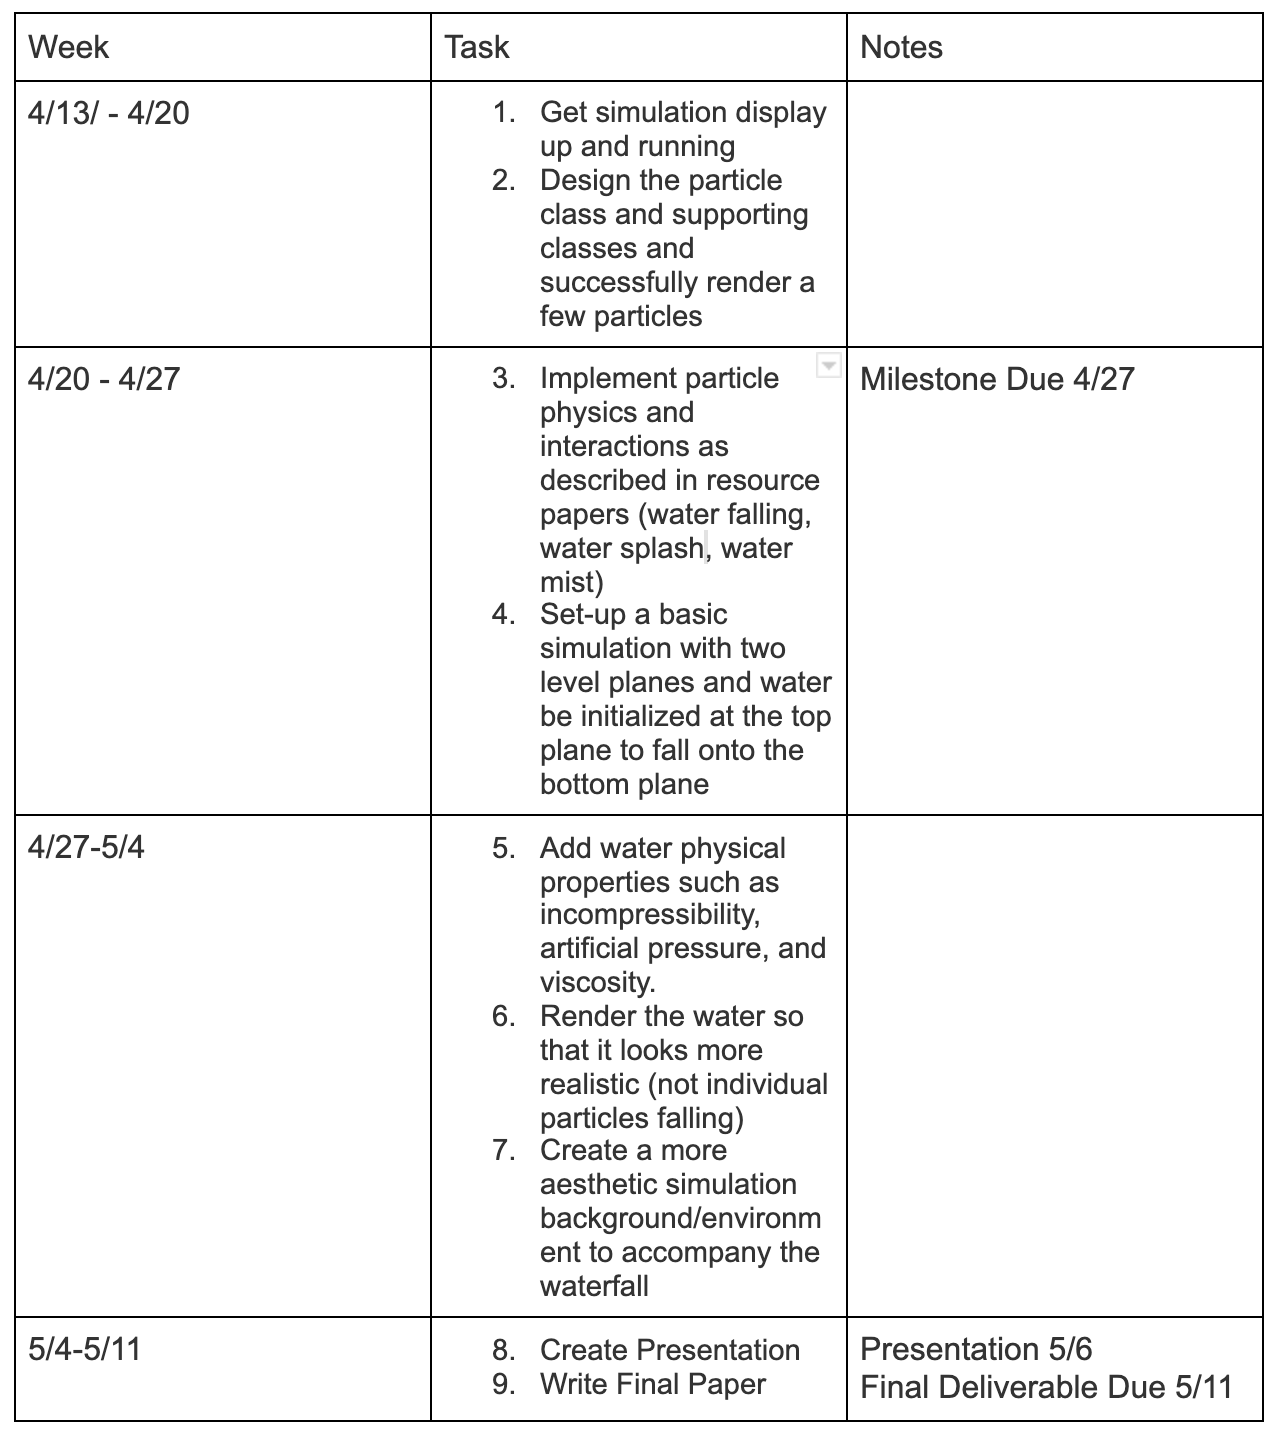 Week Task Notes
4/13/ - 4/20
1. Get simulation display
up and running
2. Design the particle
class and supporting
classes and
successfully render a
few particles
4/20 - 4/27
3. Implement particle
physics and
interactions as
described in resource
papers (water falling,
water splash, water
mist)
4. Set-up a basic
simulation with two
level planes and water
be initialized at the top
plane to fall onto the
bottom plane
Milestone Due 4/27
4/27-5/4
5. Add water physical
properties such as
incompressibility,
artificial pressure, and
viscosity.
6. Render the water so
that it looks more
realistic (not individual
particles falling)
7. Create a more
aesthetic simulation
background/environm
ent to accompany the
waterfall
5/4-5/11
8. Create Presentation
9. Write Final Paper
Presentation 5/6
Final Deliverable Due 5/11